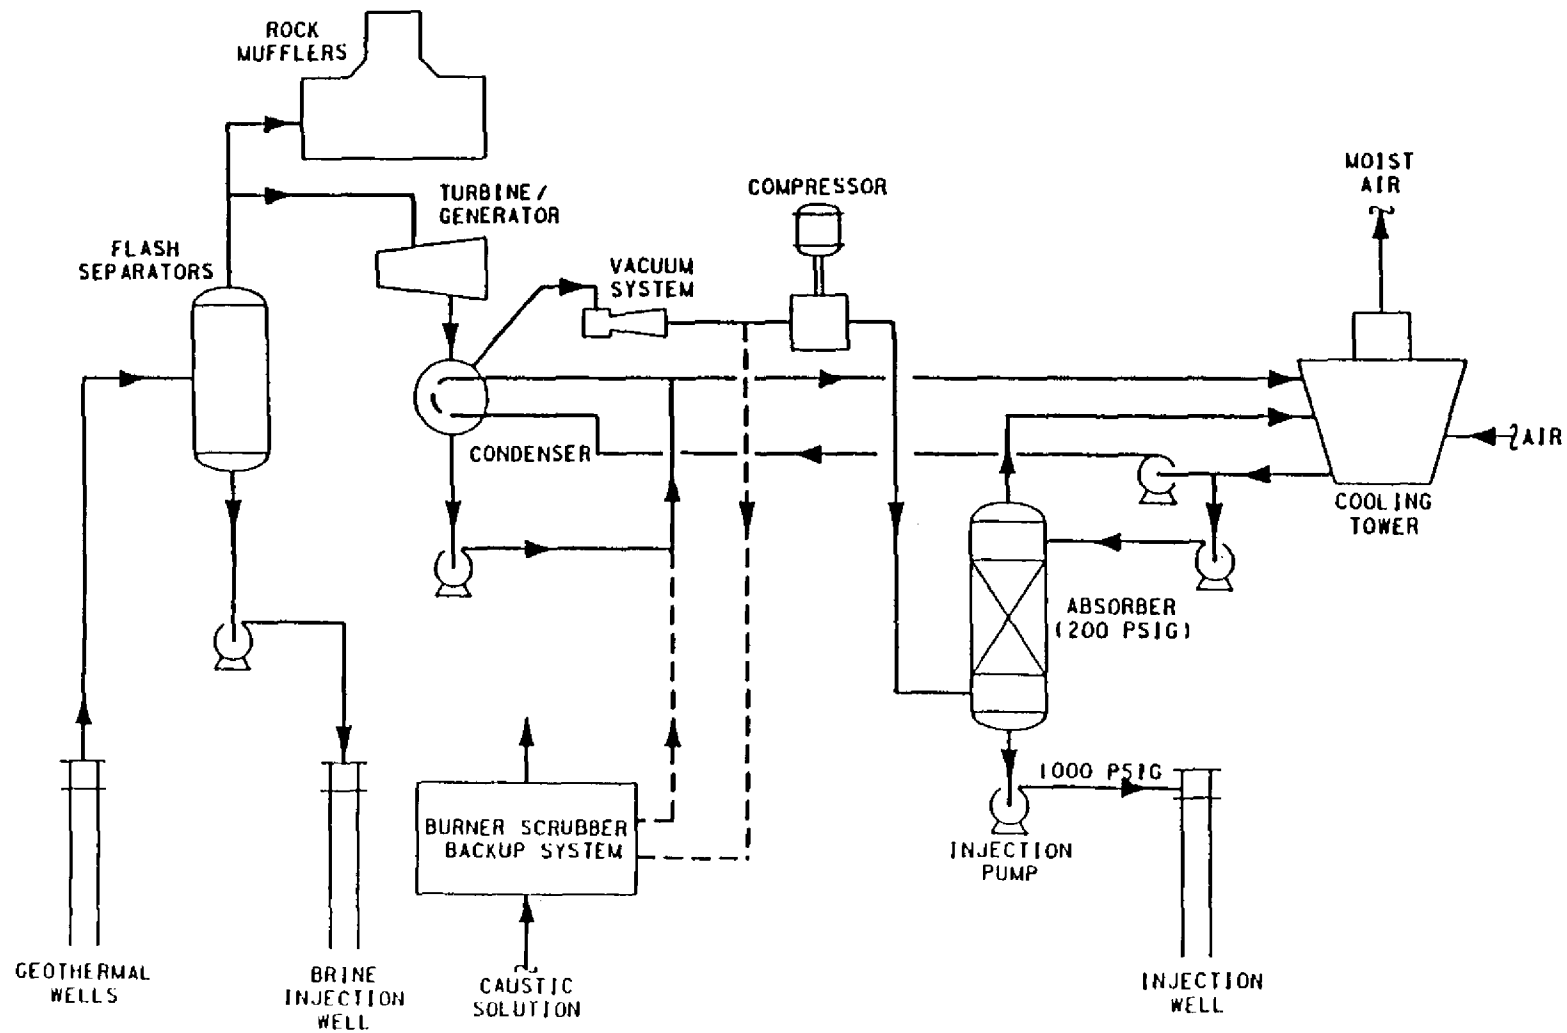 ROCK
MUFFLERS
TURBINE/
GENERATOR
COMPRESSOR
MOIST
AIR
FLASH
SEPARATORS
VACUUM
SYSTEM
AIR
CONDENSER
COOLING
TOWER
ABSORBER
(200 PSIG)
1000 PSIG
BURNER SCRUBBER
BACKUP SYSTEM
INJECTION
PUMP
GEOTHERMAL
WELLS
BRINE
INJECTION
WELL
CAUSTIC
SOLUTION
INJECTION
WELL